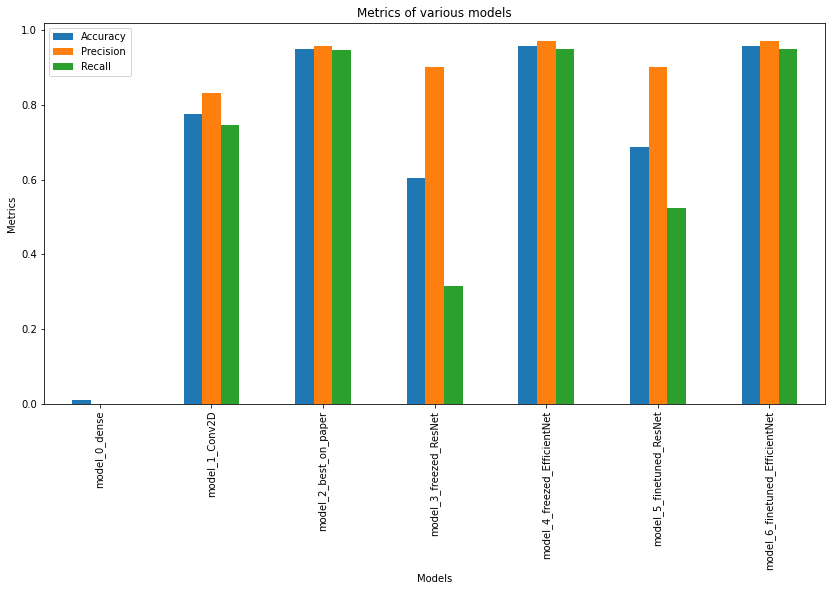 Metrics of various models
Accuracy
Precision
Recall
Metrics
1.0
0.8
0.6
0.4
0.2
0.0
model_0_dense
model_1_Conv2D
model_2_best_on_paper
model_3_freezed_ResNet
model_4_freezed_EfficientNet
model_5_finetuned_ResNet
model_6_finetuned_EfficientNet
Models